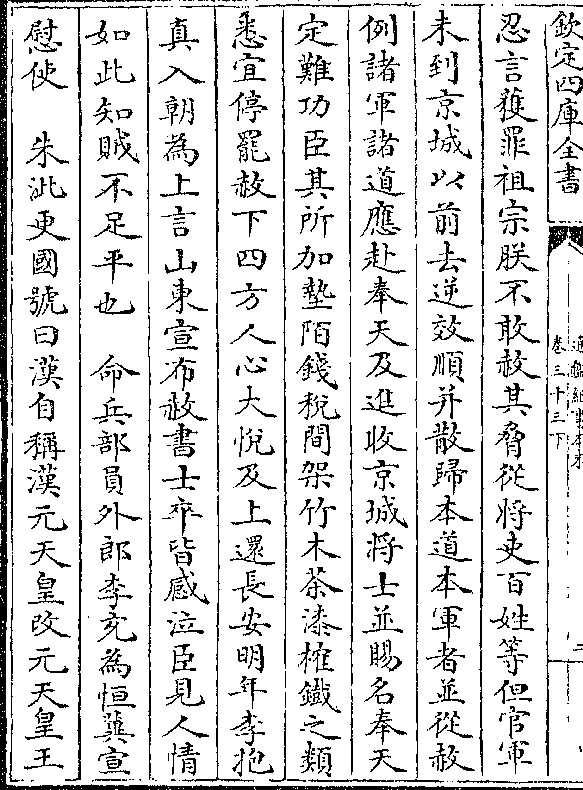 欽定四庫全書
卷三十三下
忍言獲罪祖宗朕不敢赦其脅從將吏百姓等但官軍
未到京城以前去逆效順并散歸本道本軍者並從赦
例諸軍諸道應赴奉天及進收京城將士並賜名奉天
定難功臣其所加墊陌錢稅間架竹木茶漆榷鐵之類
悉宜停罷赦下四方人心大悅及上還長安明年李抱
真入朝為上言山東宣布赦書士卒皆感泣臣見人情
如此知賊不足平也 命兵部員外郎李充為恒冀宣
慰使 朱泚更國號曰漢自稱漢元天皇改元天皇王